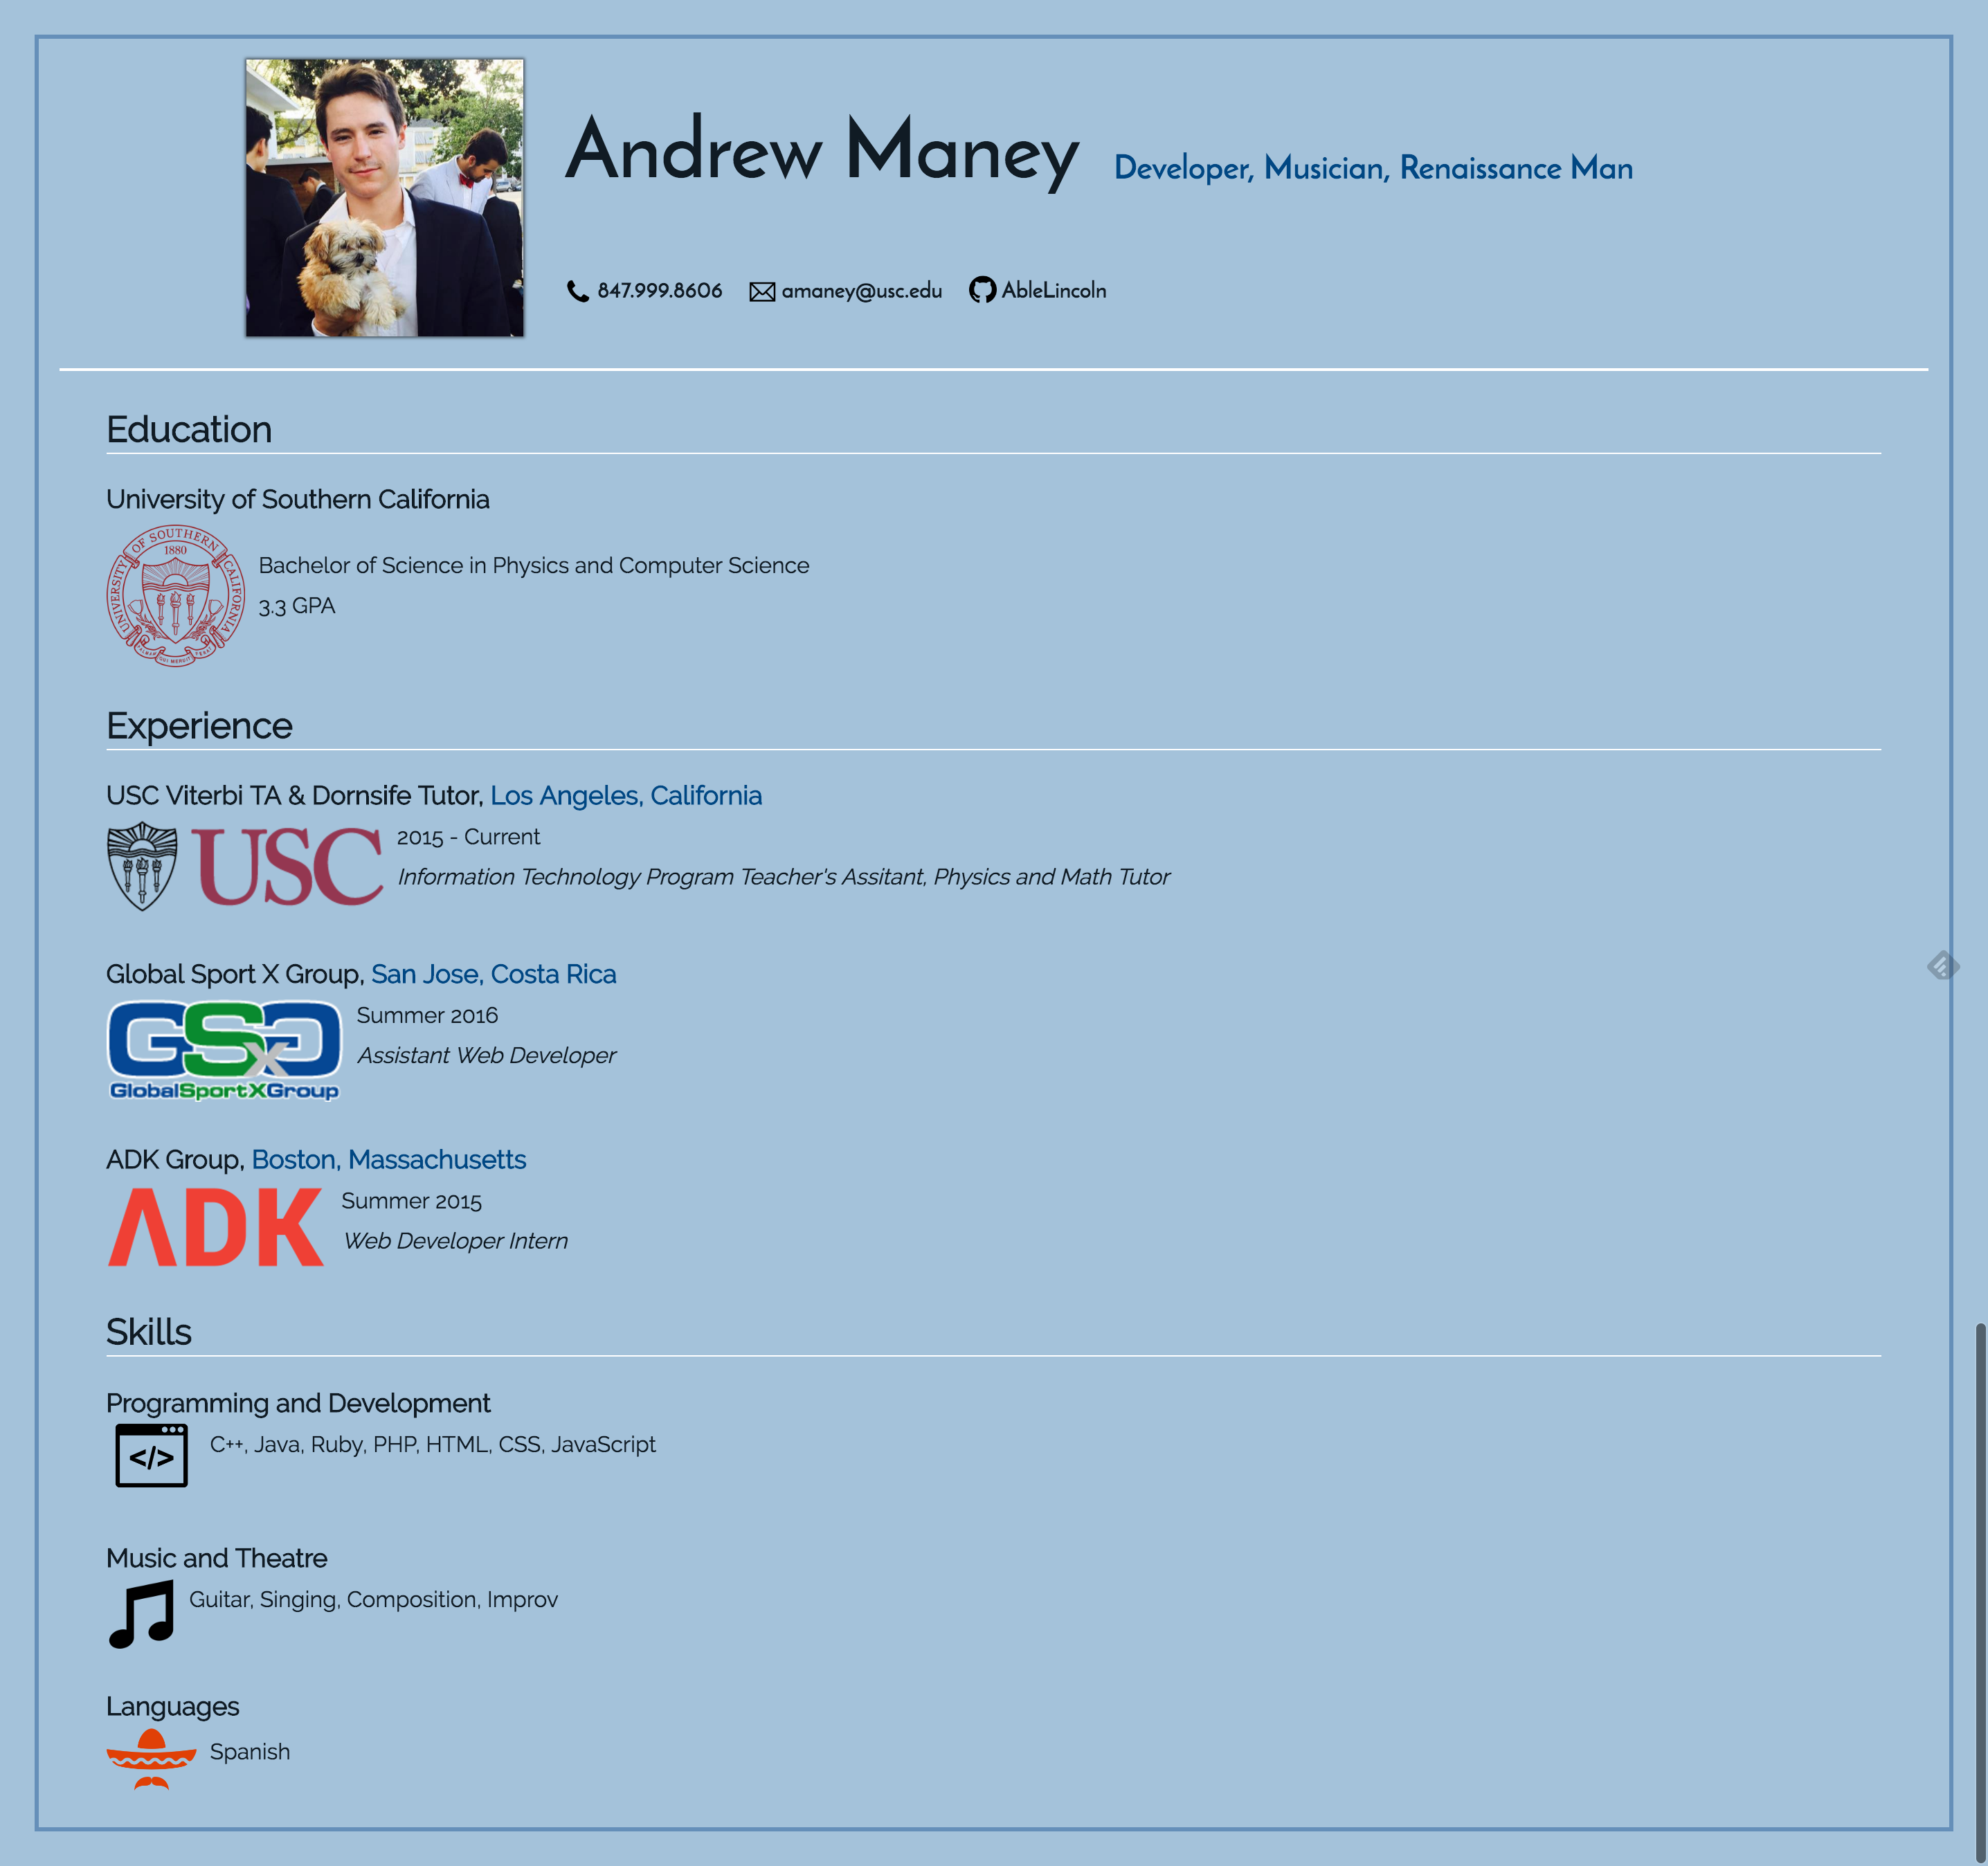 Andrew Maney Developer, Musician, Renaissance Man
847.999.8606 amaney@usc.edu AbleLincoln
Education
University of Southern California
UNIVERSITY OF SOUTHERN CALIFORNIA
1880
Bachelor of Science in Physics and Computer Science
3.3 GPA
Experience
USC Viterbi TA & Dornsife Tutor, Los Angeles, California
USC
2015 - Current
Information Technology Program Teacher's Assitant, Physics and Math Tutor
Global Sport X Group, San Jose, Costa Rica
GSxG
GlobalSportXGroup
Summer 2016
Assistant Web Developer
ADK Group, Boston, Massachusetts
ADK
Summer 2015
Web Developer Intern
Skills
Programming and Development
</>
C++, Java, Ruby, PHP, HTML, CSS, JavaScript
Music and Theatre
Guitar, Singing, Composition, Improv
Languages
Spanish